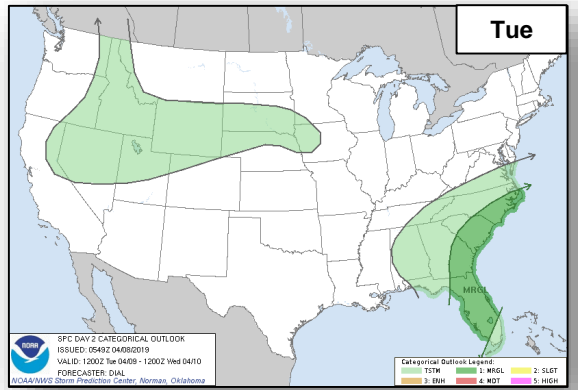 Tue
MRGL
SPC DAY 2 CATEGORICAL OUTLOOK
ISSUED: 0549Z 04/08/2019
VALID: 1200Z Tue 04/09 - 1200Z Wed 04/10
FORECASTER: DIAL
NOAA/NWS Storm Prediction Center, Norman, Oklahoma
NOAA
Categorical Outlook Legend:
TSTM 1: MRGL 2: SLGT
3: ENH 4: MDT 5: HIGH